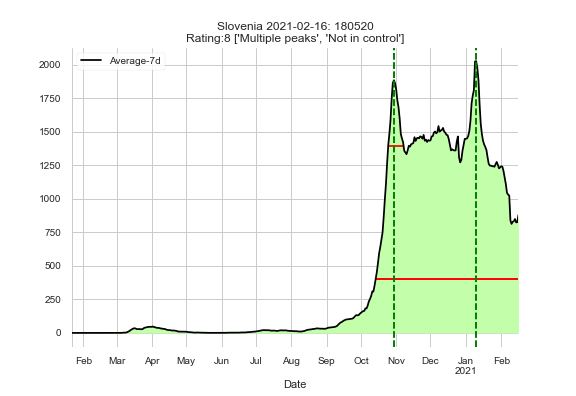 Slovenia 2021-02-16: 180520
Rating:8 ['Multiple peaks', 'Not in control']
Average-7d
2000
1750
1500
1250
1000
750
500
250
0
Feb Mar Apr May Jun Jul Aug Sep Oct Nov Dec Jan Feb
2021
Date